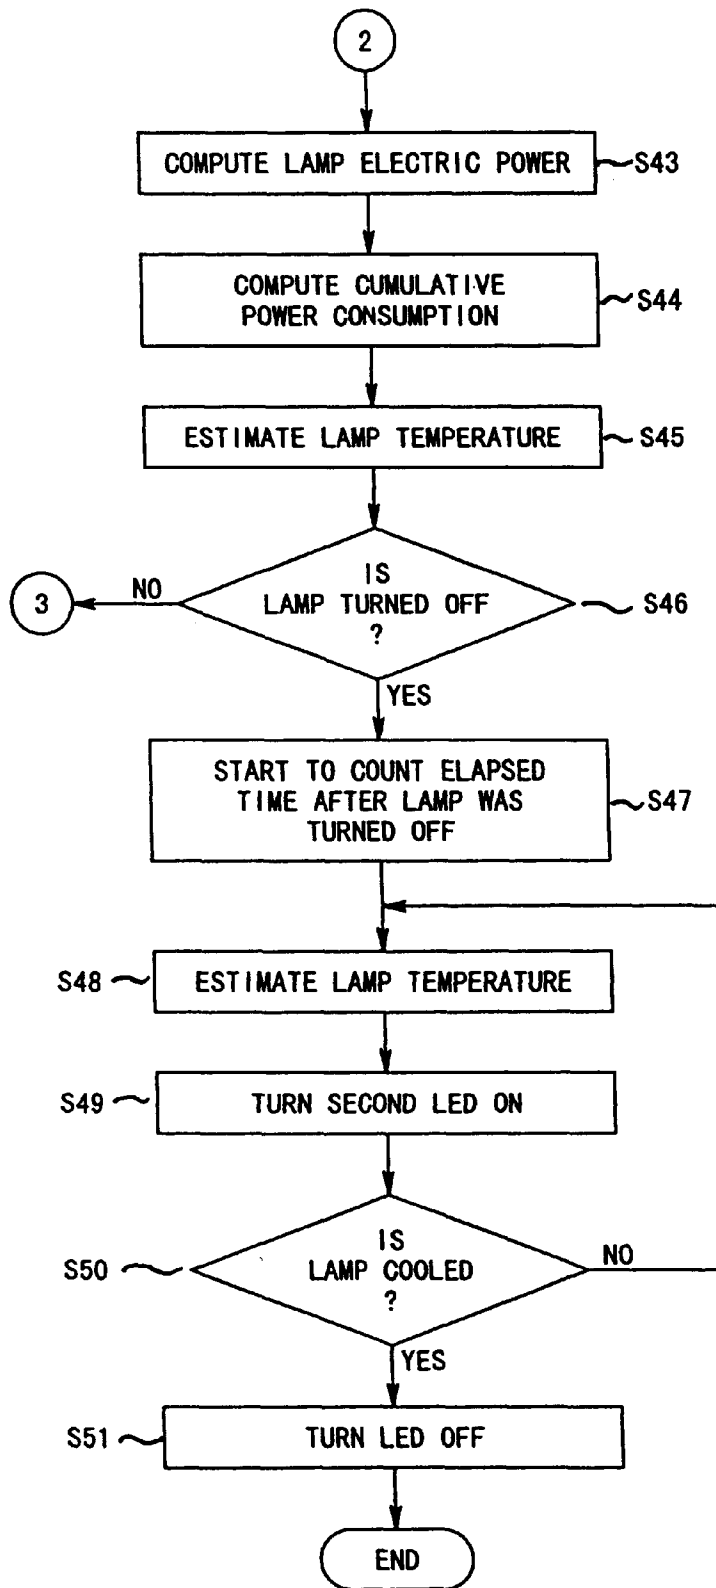 2
COMPUTE LAMP ELECTRIC POWER
S43
COMPUTE CUMULATIVE
POWER CONSUMPTION
S44
ESTIMATE LAMP TEMPERATURE
S45
IS
LAMP TURNED OFF
?
S46
NO
3
YES
START TO COUNT ELAPSED
TIME AFTER LAMP WAS
TURNED OFF
S47
S48
ESTIMATE LAMP TEMPERATURE
S49
TURN SECOND LED ON
S50
IS
LAMP COOLED
?
NO
YES
S51
TURN LED OFF
END